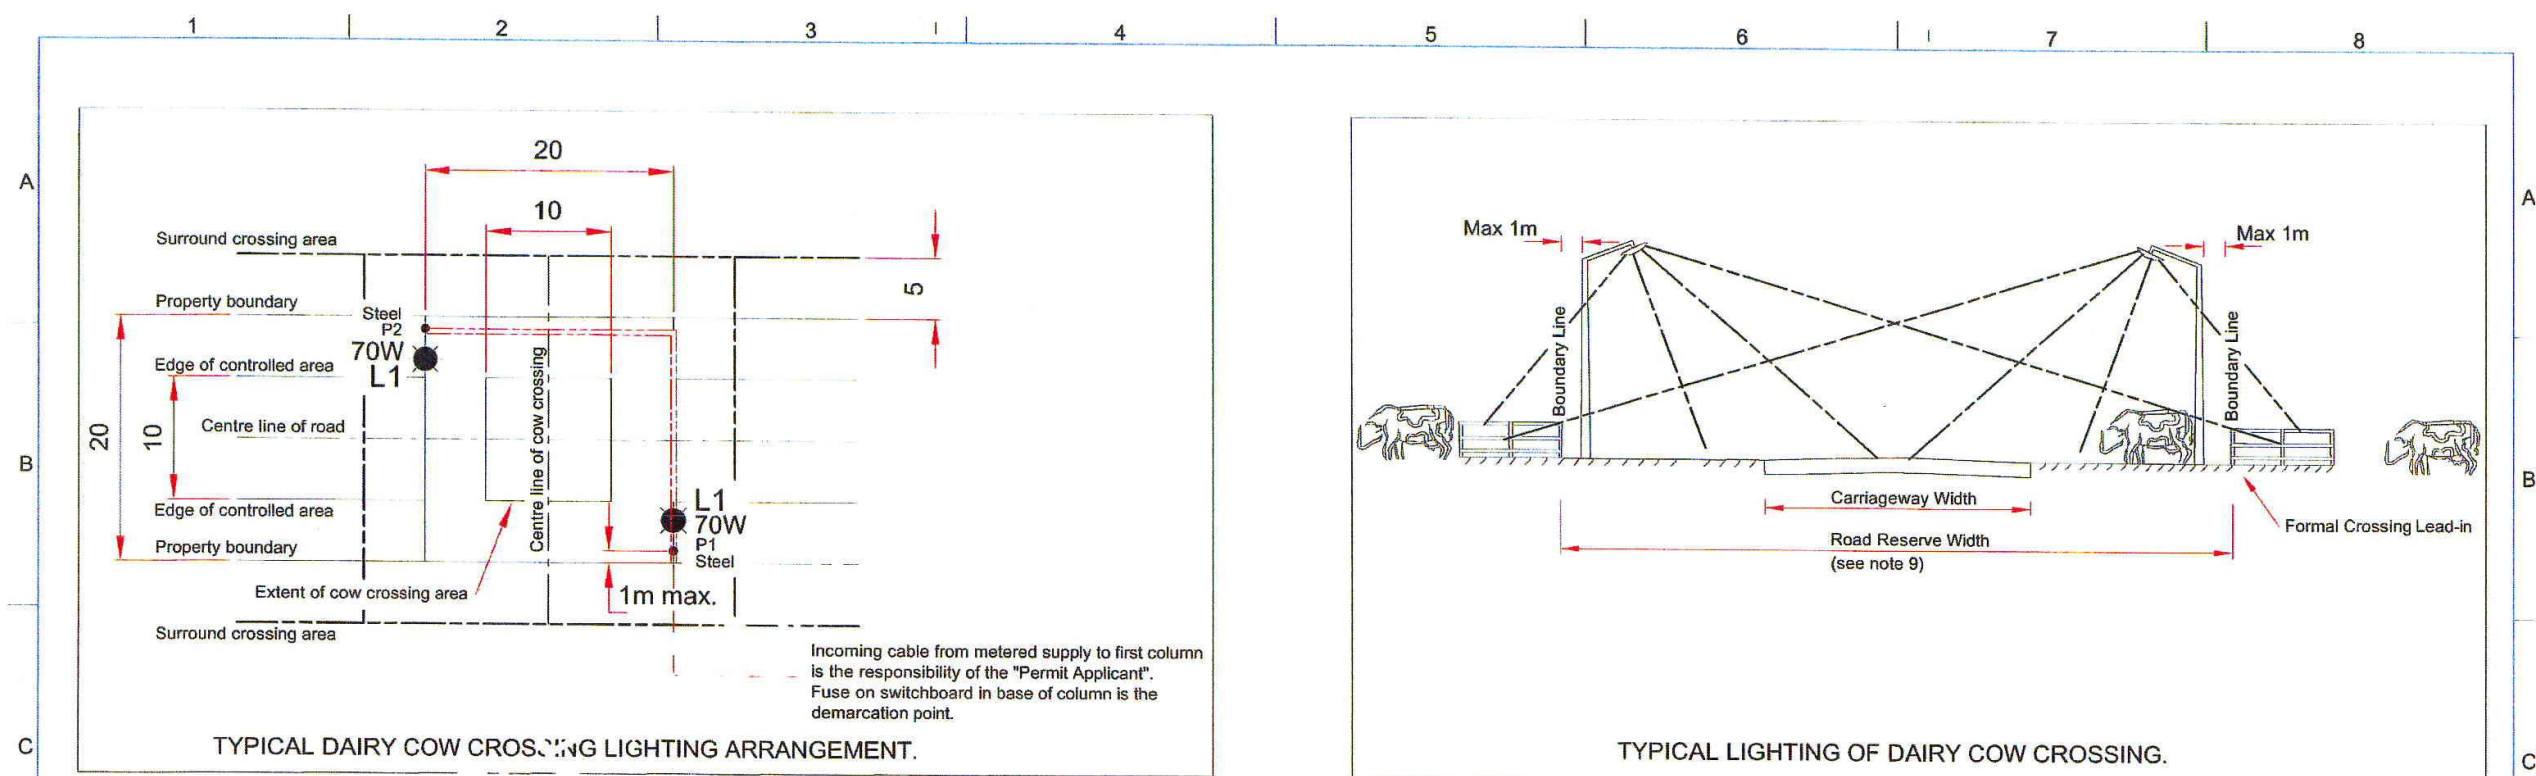 1 2 3 4 5 6 7 8
A
B
C
A
B
C
20
10
Surround crossing area
5
Property boundary
Steel
P2
70W
L1
Edge of controlled area
20
10
Centre line of road
Centre line of cow crossing
Edge of controlled area
L1
70W
P1
Steel
Property boundary
Extent of cow crossing area
1m max.
Surround crossing area
Incoming cable from metered supply to first column
is the responsibility of the "Permit Applicant".
Fuse on switchboard in base of column is the
demarcation point.
TYPICAL DAIRY COW CROSSING LIGHTING ARRANGEMENT.
Max 1m
Max 1m
Boundary Line
Boundary Line
Carriageway Width
Formal Crossing Lead-in
Road Reserve Width
(see note 9)
TYPICAL LIGHTING OF DAIRY COW CROSSING.